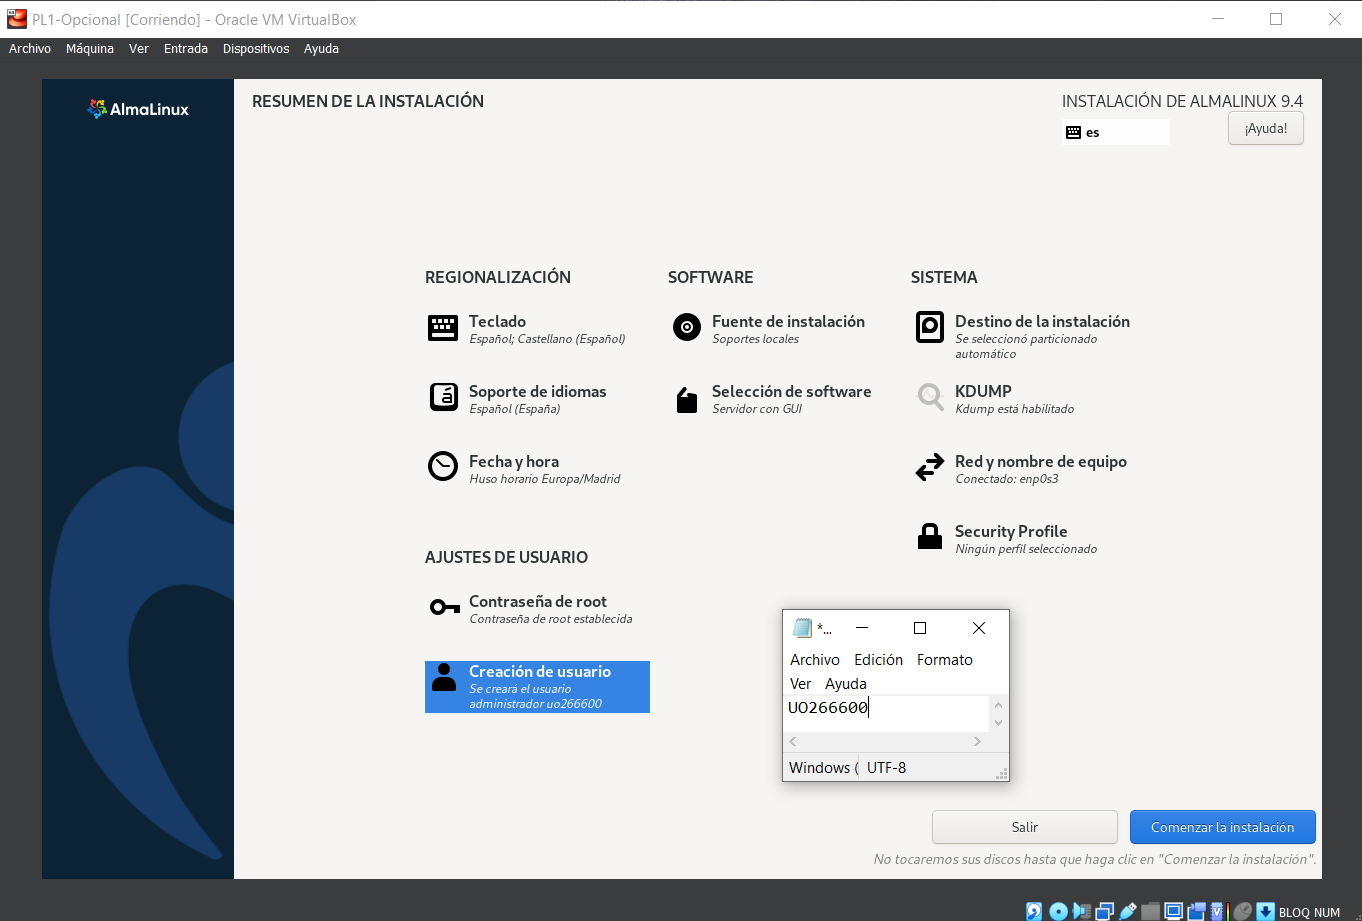 PL1-Opcional [Corriendo] - Oracle VM VirtualBox
Archivo Máquina Ver Entrada Dispositivos Ayuda
AlmaLinux
RESUMEN DE LA INSTALACIÓN
INSTALACIÓN DE ALMALINUX 9.4
es
¡Ayuda!
REGIONALIZACIÓN
Teclado
Español; Castellano (Español)
Soporte de idiomas
Español (España)
Fecha y hora
Huso horario Europa/Madrid
SOFTWARE
Fuente de instalación
Soportes locales
Selección de software
Servidor con GUI
SISTEMA
Destino de la instalación
Se seleccionó particionado
automático
KDUMP
Kdump está habilitado
Red y nombre de equipo
Conectado: enp0s3
Security Profile
Ningún perfil seleccionado
AJUSTES DE USUARIO
Contraseña de root
Contraseña de root establecida
Creación de usuario
Se creará el usuario
administrador uo266600
*...
Archivo Edición Formato
Ver Ayuda
UO266600
Windows ( UTF-8
Salir
Comenzar la instalación
No tocaremos sus discos hasta que haga clic en "Comenzar la instalación".
BLOQ NUM